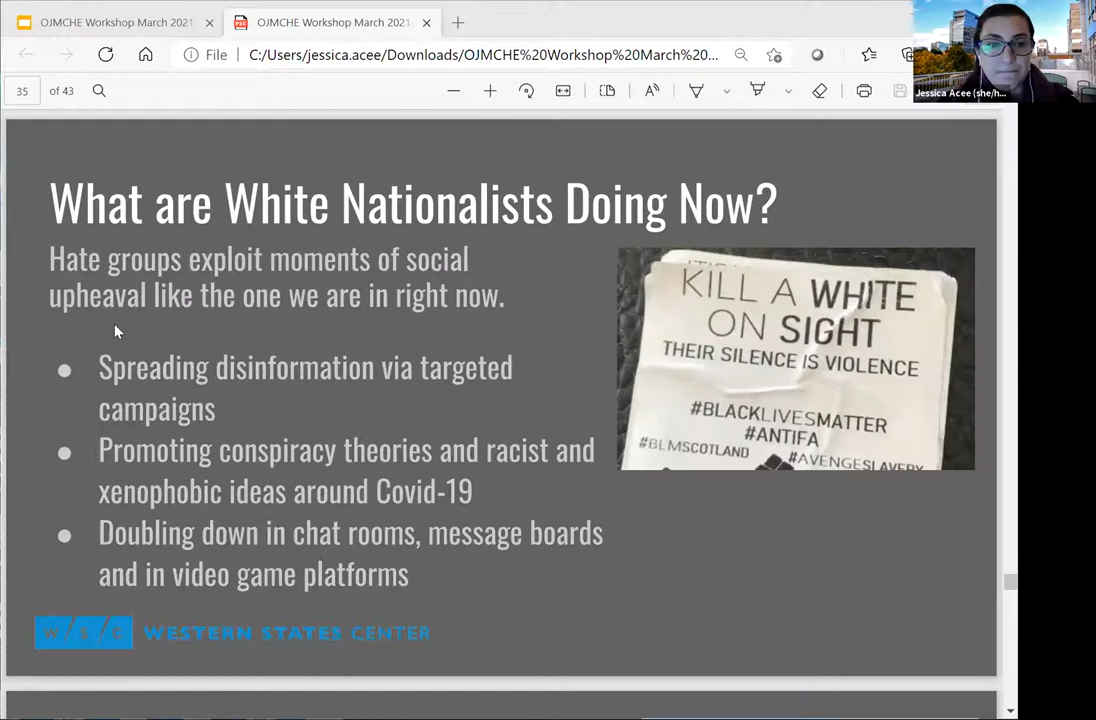 OJMCHE Workshop March 2021
OJMCHE Workshop March 2021
File
C:/Users/jessica.acee/Downloads/OJMCHE%20Workshop%20March%20...
35
of 43
Jessica Acee (she/h...
What are White Nationalists Doing Now?
Hate groups exploit moments of social
upheaval like the one we are in right now.
Spreading disinformation via targeted
campaigns
Promoting conspiracy theories and racist and
xenophobic ideas around Covid-19
Doubling down in chat rooms, message boards
and in video game platforms
KILL A WHITE
ON SIGHT
THEIR SILENCE IS VIOLENCE
#BLACKLIVESMATTER
#ANTIFA
#BLMSCOTLAND
#AVENGESLAVERY
W/S/C WESTERN STATES CENTER